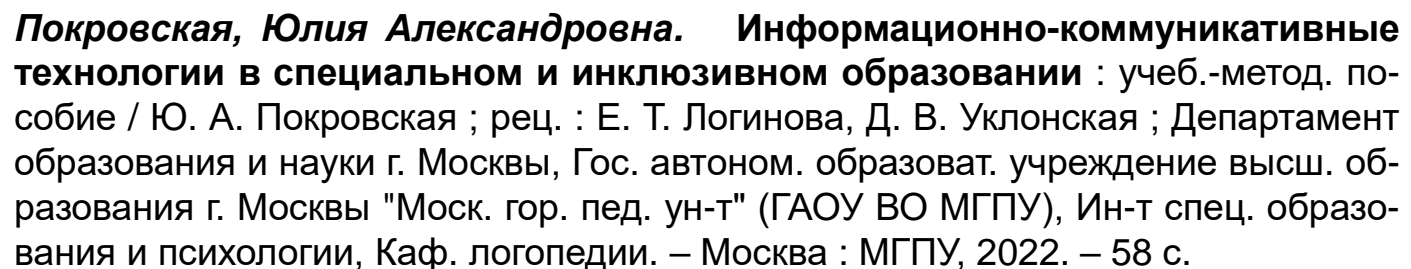 Покровская, Юлия Александровна. Информационно-коммуникативные
технологии в специальном и инклюзивном образовании : учеб.-метод. по-
собие / Ю. А. Покровская ; рец. : Е. Т. Логинова, Д. В. Уклонская ; Департамент
образования и науки г. Москвы, Гос. автоном. образоват. учреждение высш. об-
разования г. Москвы "Моск. гор. пед. ун-т" (ГАОУ ВО МГПУ), Ин-т спец. образо-
вания и психологии, Каф. логопедии. – Москва : МГПУ, 2022. – 58 с.